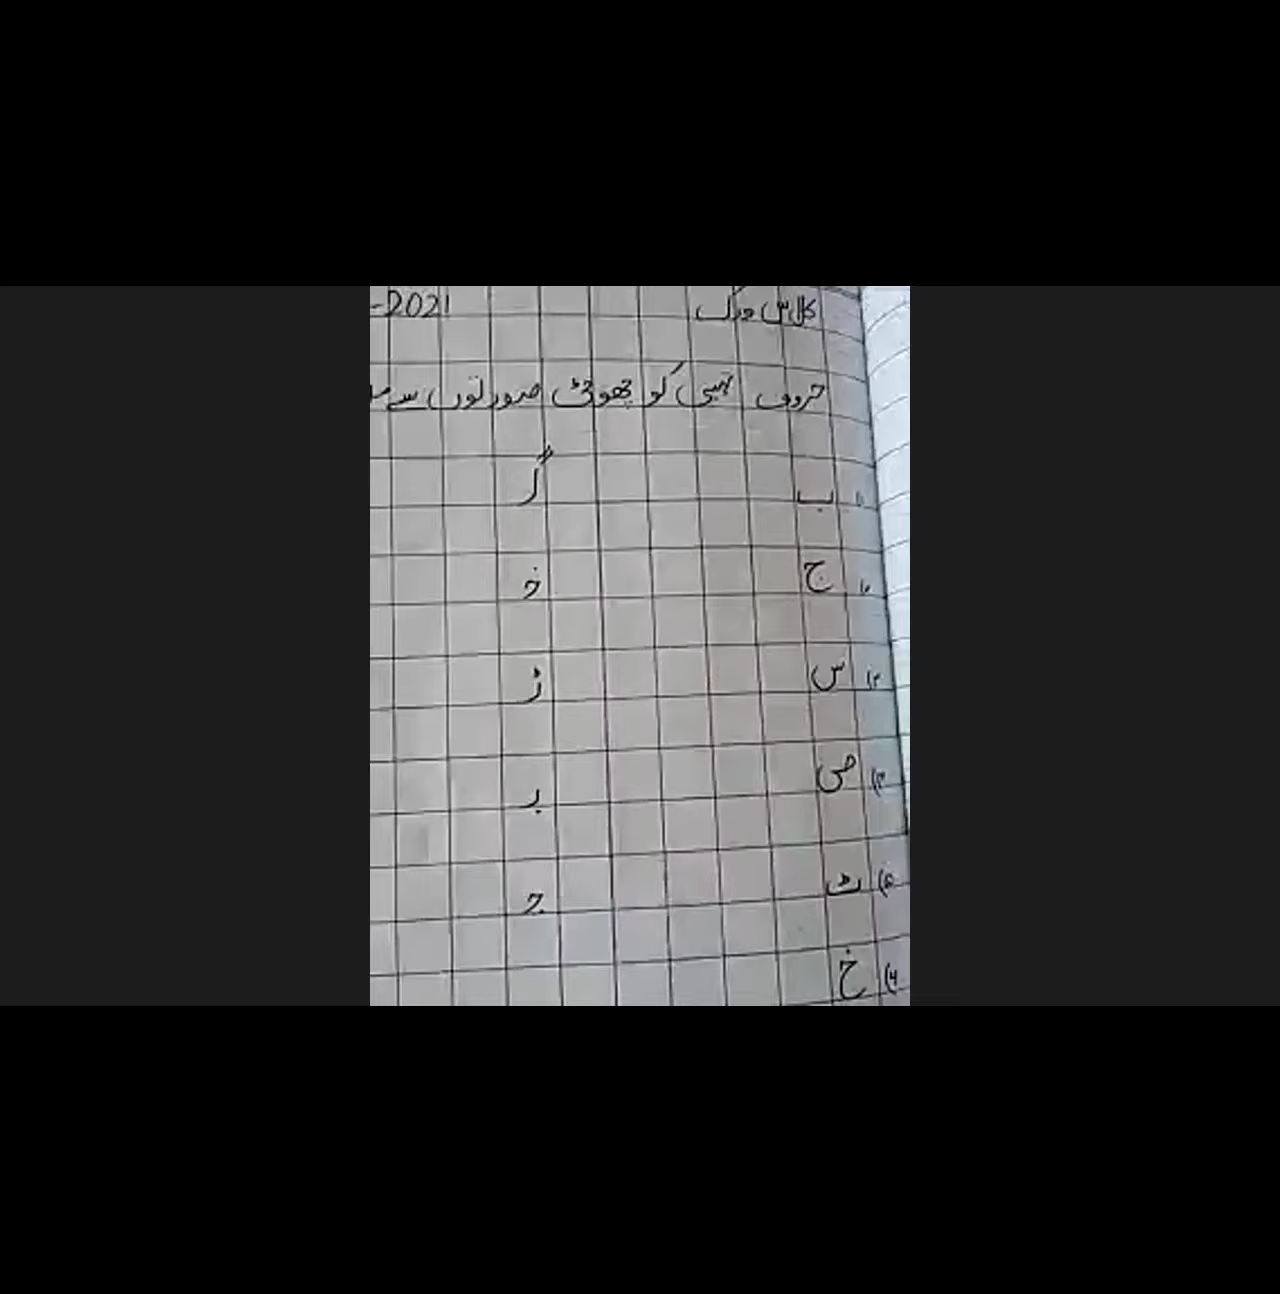 کلاس ورک -2021
حروف تہجی کو چھوٹی صورتوں سے
۱) ب گ
۲) ج خ
۳) س
۴) ص ب
۵) ٹ ج
۶) خ